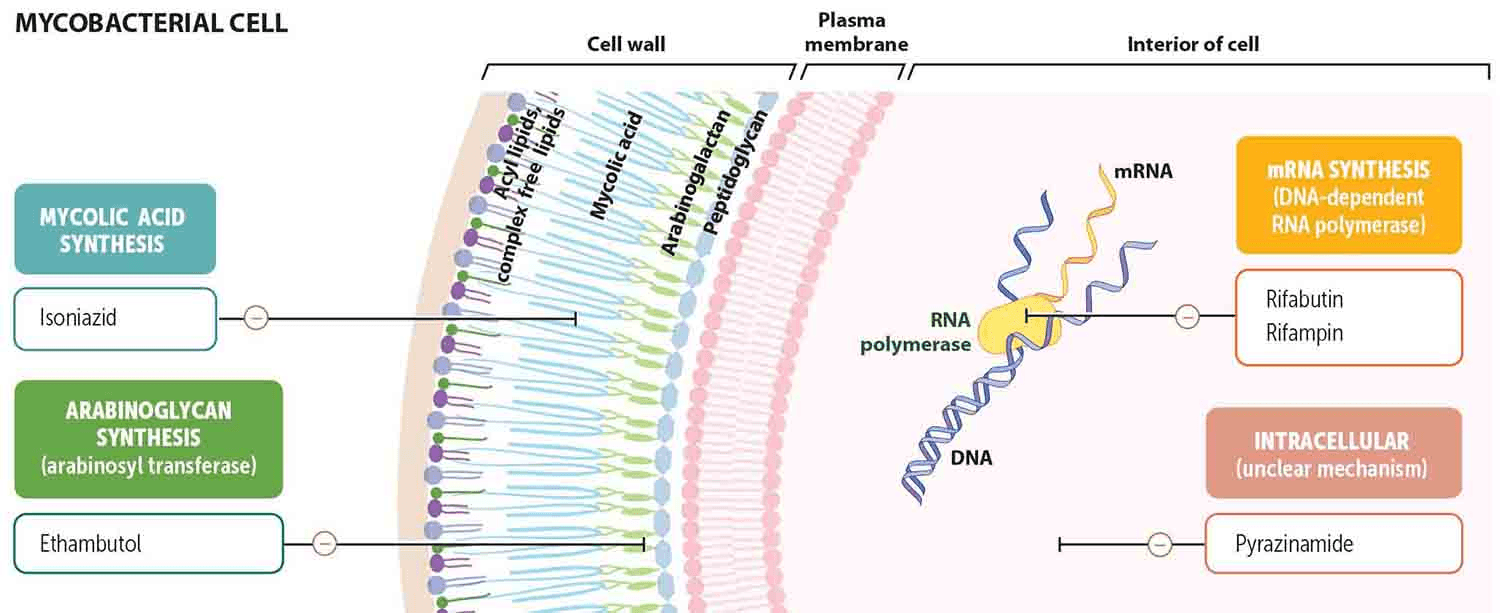 MYCOBACTERIAL CELL
Cell wall
Plasma
membrane
Interior of cell
Acyl lipids,
complex free lipids
Mycolic acid
Arabinogalactan
Peptidoglycan
MYCOLIC ACID
SYNTHESIS
Isoniazid
−
ARABINOGLYCAN
SYNTHESIS
(arabinosyl transferase)
Ethambutol
−
mRNA
RNA
polymerase
DNA
mRNA SYNTHESIS
(DNA-dependent
RNA polymerase)
−
Rifabutin
Rifampin
INTRACELLULAR
(unclear mechanism)
−
Pyrazinamide